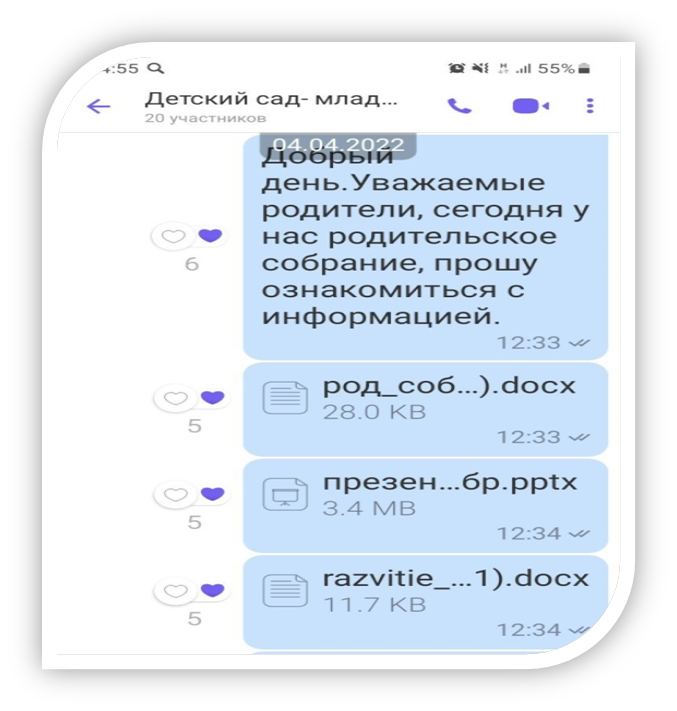 4:55 55%
Детский сад- млад...
20 участников
04.04.2022
Добрый
день.Уважаемые
родители, сегодня у
нас родительское
собрание, прошу
ознакомиться с
информацией.
12:33
6
род_соб...).docx
28.0 KB
12:33
5
презен...бр.pptx
3.4 MB
12:34
5
razvitie_...1).docx
11.7 KB
12:34
5